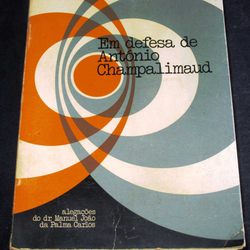 Em defesa de
António
Champalimaud
alegações
do dr. Manuel João
da Palma Carlos